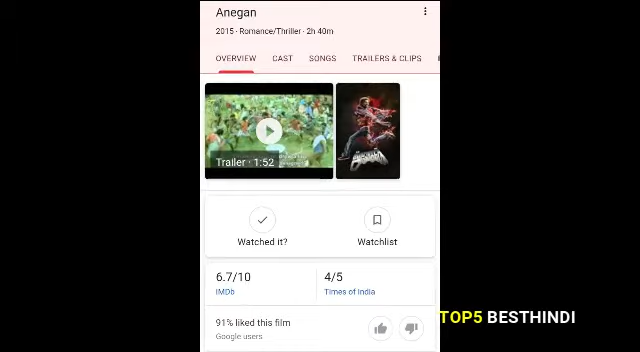 Anegan
2015 · Romance/Thriller · 2h 40m
OVERVIEW CAST SONGS TRAILERS & CLIPS
Trailer · 1:52
Watched it? Watchlist
6.7/10 4/5
IMDb Times of India
TOP5 BESTHINDI
91% liked this film
Google users